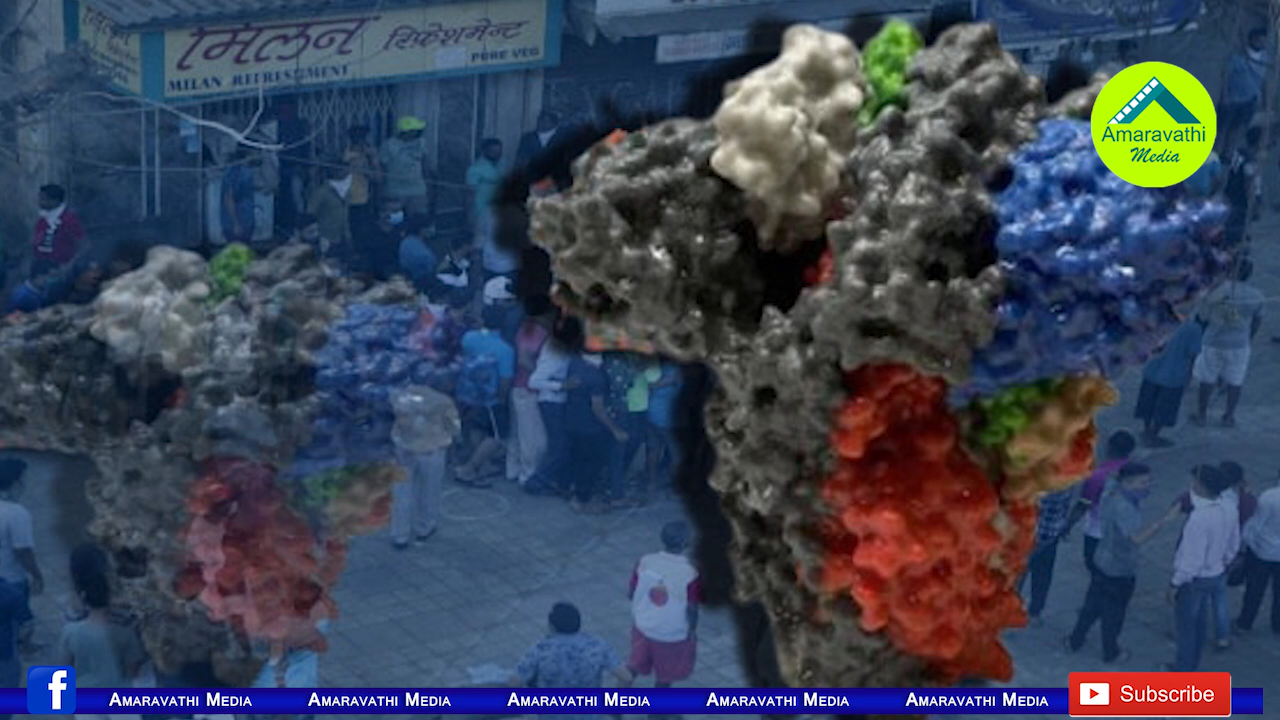 मिलन रिफ्रेशमेन्ट
MILAN REFRESHMENT
PURE VEG
Amaravathi
Media
AMARAVATHI MEDIA AMARAVATHI MEDIA AMARAVATHI MEDIA AMARAVATHI MEDIA AMARAVATHI MEDIA
Subscribe